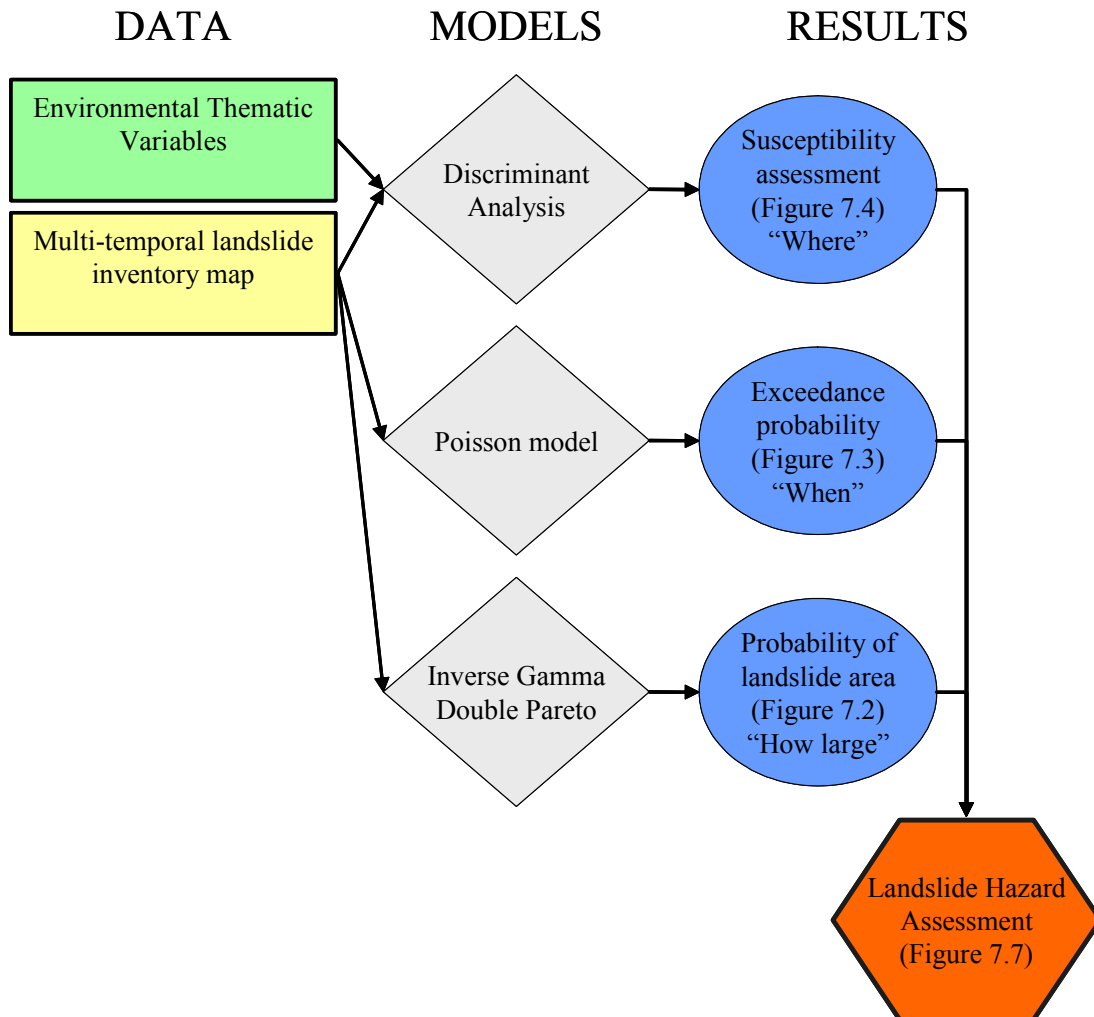 DATA
MODELS
RESULTS
Environmental Thematic
Variables
Multi-temporal landslide
inventory map
Discriminant
Analysis
Susceptibility
assessment
(Figure 7.4)
“Where”
Poisson model
Exceedance
probability
(Figure 7.3)
“When”
Inverse Gamma
Double Pareto
Probability of
landslide area
(Figure 7.2)
“How large”
Landslide Hazard
Assessment
(Figure 7.7)